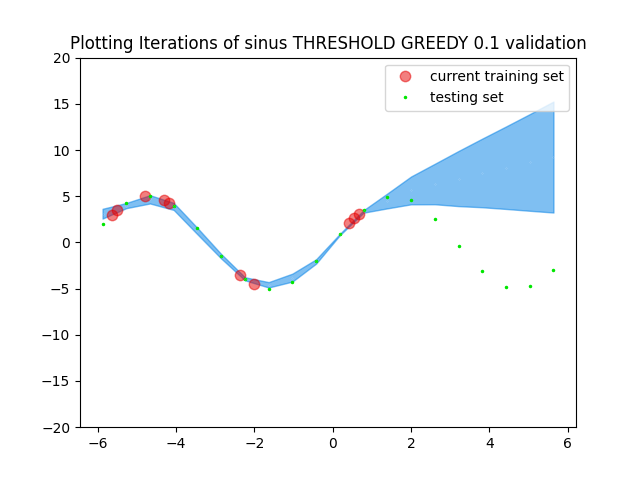 Plotting Iterations of sinus THRESHOLD GREEDY 0.1 validation
20
current training set
testing set
15
10
5
0
−5
−10
−15
−20
−6 −4 −2 0 2 4 6